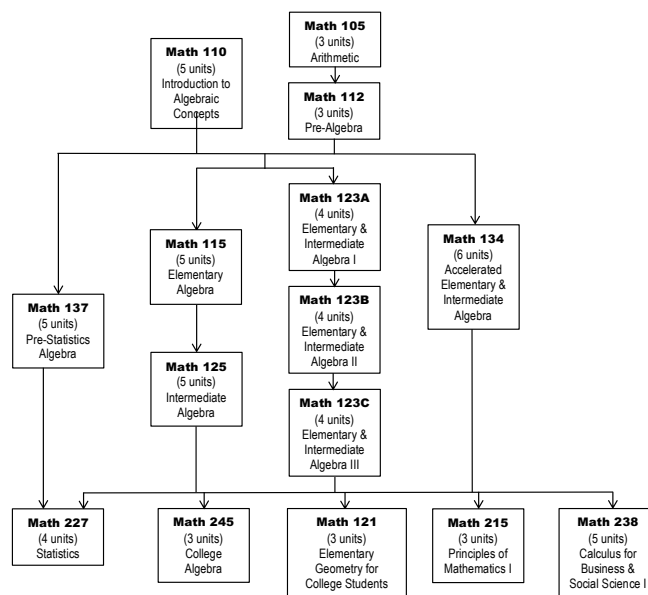 Math 105
(3 units)
Arithmetic
Math 110
(5 units)
Introduction to
Algebraic
Concepts
Math 112
(3 units)
Pre-Algebra
Math 123A
(4 units)
Elementary &
Intermediate
Algebra I
Math 115
(5 units)
Elementary
Algebra
Math 134
(6 units)
Accelerated
Elementary &
Intermediate
Algebra
Math 137
(5 units)
Pre-Statistics
Algebra
Math 123B
(4 units)
Elementary &
Intermediate
Algebra II
Math 125
(5 units)
Intermediate
Algebra
Math 123C
(4 units)
Elementary &
Intermediate
Algebra III
Math 227
(4 units)
Statistics
Math 245
(3 units)
College
Algebra
Math 121
(3 units)
Elementary
Geometry for
College Students
Math 215
(3 units)
Principles of
Mathematics I
Math 238
(5 units)
Calculus for
Business &
Social Science I